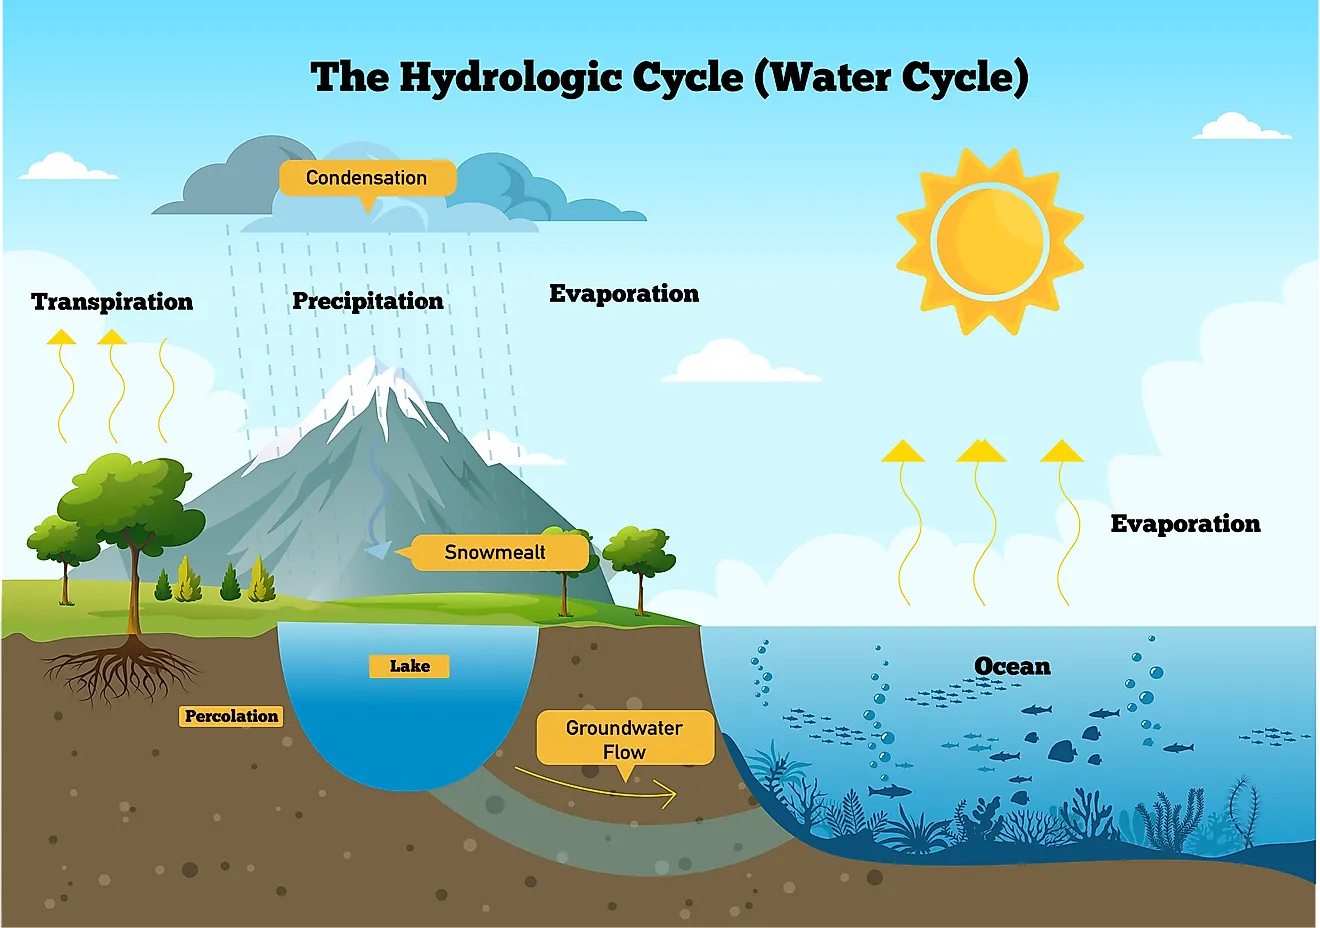 The Hydrologic Cycle (Water Cycle)
Condensation
Transpiration
Precipitation
Evaporation
Evaporation
Snowmealt
Lake
Ocean
Percolation
Groundwater
Flow